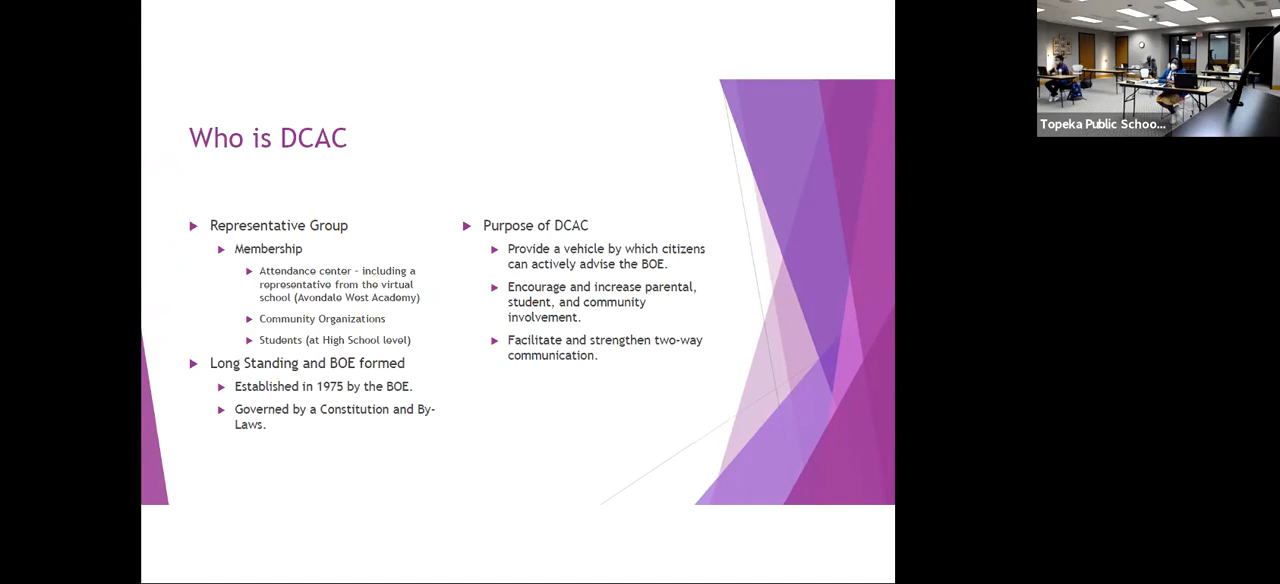 Who is DCAC
Representative Group
Membership
Attendance center – including a
representative from the virtual
school (Avondale West Academy)
Community Organizations
Students (at High School level)
Long Standing and BOE formed
Established in 1975 by the BOE.
Governed by a Constitution and By-
Laws.
Purpose of DCAC
Provide a vehicle by which citizens
can actively advise the BOE.
Encourage and increase parental,
student, and community
involvement.
Facilitate and strengthen two-way
communication.
Topeka Public Schoo...